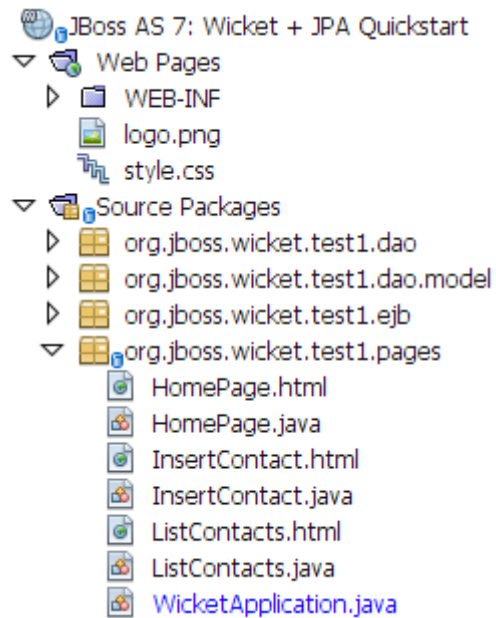 JBoss AS 7: Wicket + JPA Quickstart
Web Pages
WEB-INF
logo.png
style.css
Source Packages
org.jboss.wicket.test1.dao
org.jboss.wicket.test1.dao.model
org.jboss.wicket.test1.ejb
org.jboss.wicket.test1.pages
HomePage.html
HomePage.java
InsertContact.html
InsertContact.java
ListContacts.html
ListContacts.java
WicketApplication.java